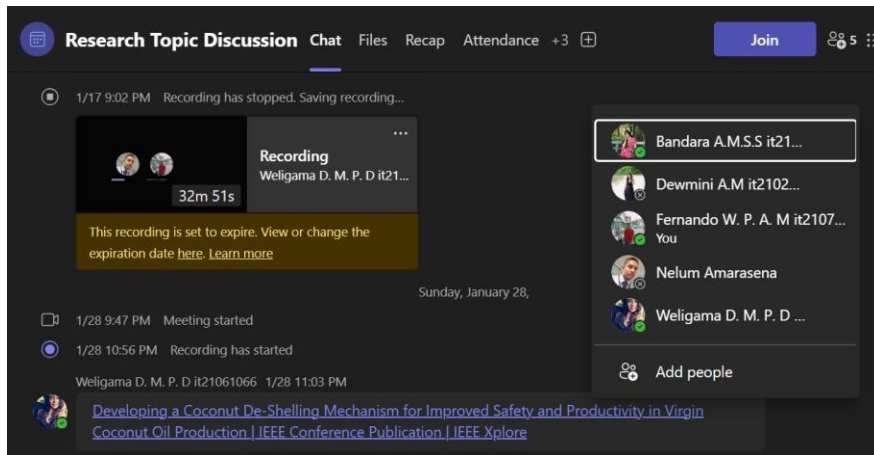 Research Topic Discussion Chat Files Recap Attendance +3 Join 5
1/17 9:02 PM Recording has stopped. Saving recording...
...
Recording
Weligama D. M. P. D it21...
32m 51s
This recording is set to expire. View or change the
expiration date here. Learn more
Sunday, January 28,
1/28 9:47 PM Meeting started
1/28 10:56 PM Recording has started
Weligama D. M. P. D it21061066 1/28 11:03 PM
Developing a Coconut De-Shelling Mechanism for Improved Safety and Productivity in Virgin
Coconut Oil Production | IEEE Conference Publication | IEEE Xplore
Bandara A.M.S.S it21...
Dewmini A.M it2102...
Fernando W. P. A. M it2107...
You
Nelum Amarasena
Weligama D. M. P. D ...
Add people